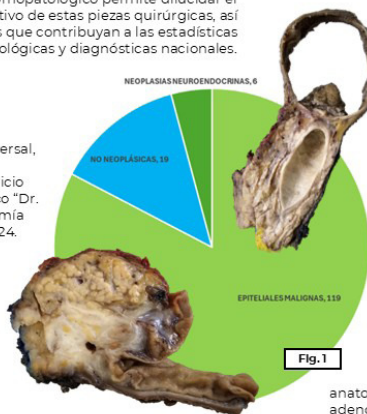 nopatológico permite dilucidar el
tivo de estas piezas quirúrgicas, así
s que contribuyan a las estadísticas
ológicas y diagnósticas nacionales.
NEOPLASIAS NEUROENDOCRINAS, 6
ersal,
NO NEOPLÁSICAS, 19
icio
o “Dr.
mía
24.
EPITELIALES MALIGNAS, 119
Fig. 1
anato
adeno